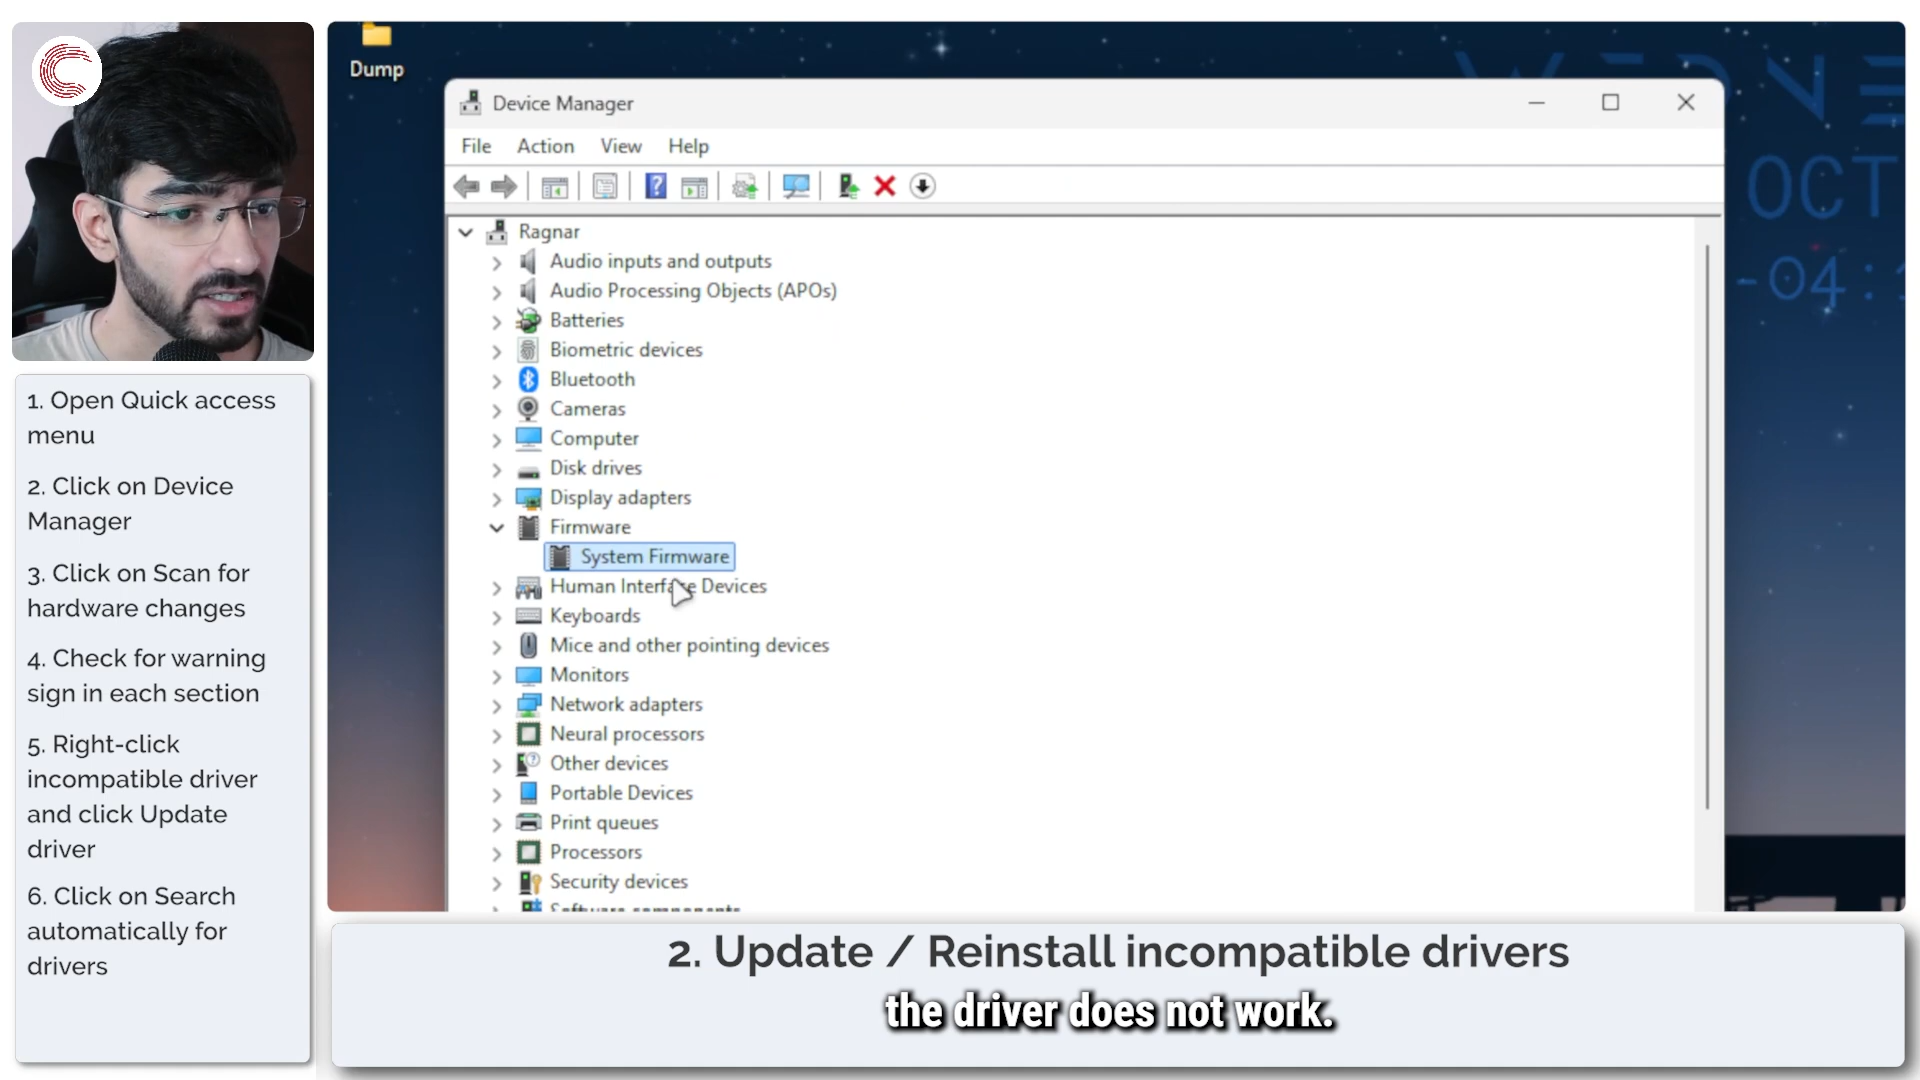 Dump
Device Manager
File Action View Help
Ragnar
Audio inputs and outputs
Audio Processing Objects (APOs)
Batteries
Biometric devices
Bluetooth
Cameras
Computer
Disk drives
Display adapters
Firmware
System Firmware
Human Interface Devices
Keyboards
Mice and other pointing devices
Monitors
Network adapters
Neural processors
Other devices
Portable Devices
Print queues
Processors
Security devices
Software components
OCT
-04:
1. Open Quick access
menu
2. Click on Device
Manager
3. Click on Scan for
hardware changes
4. Check for warning
sign in each section
5. Right-click
incompatible driver
and click Update
driver
6. Click on Search
automatically for
drivers
2. Update / Reinstall incompatible drivers
the driver does not work.